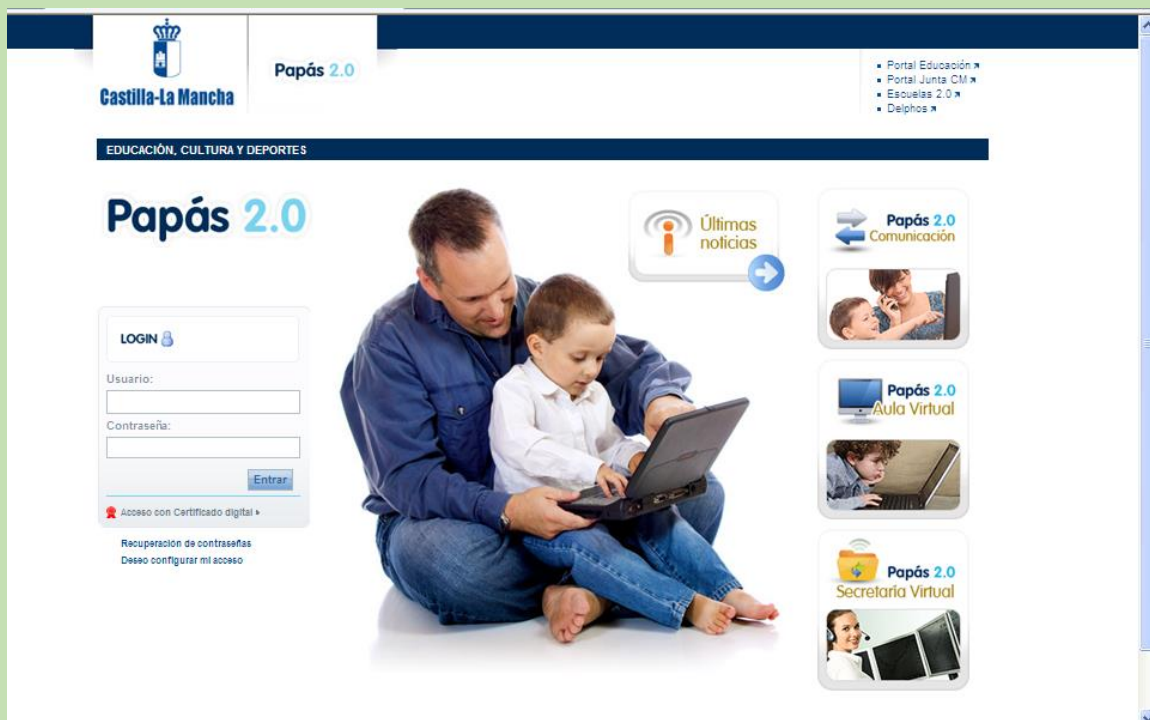 Castilla-La Mancha
Papás 2.0
Portal Educación
Portal Junta CM
Escuelas 2.0
Delphos
EDUCACIÓN, CULTURA Y DEPORTES
Papás 2.0
Últimas
noticias
Papás 2.0
Comunicación
LOGIN
Usuario:
Contraseña:
Entrar
Acceso con Certificado digital
Recuperación de contraseñas
Deseo configurar mi acceso
Papás 2.0
Aula Virtual
Papás 2.0
Secretaría Virtual